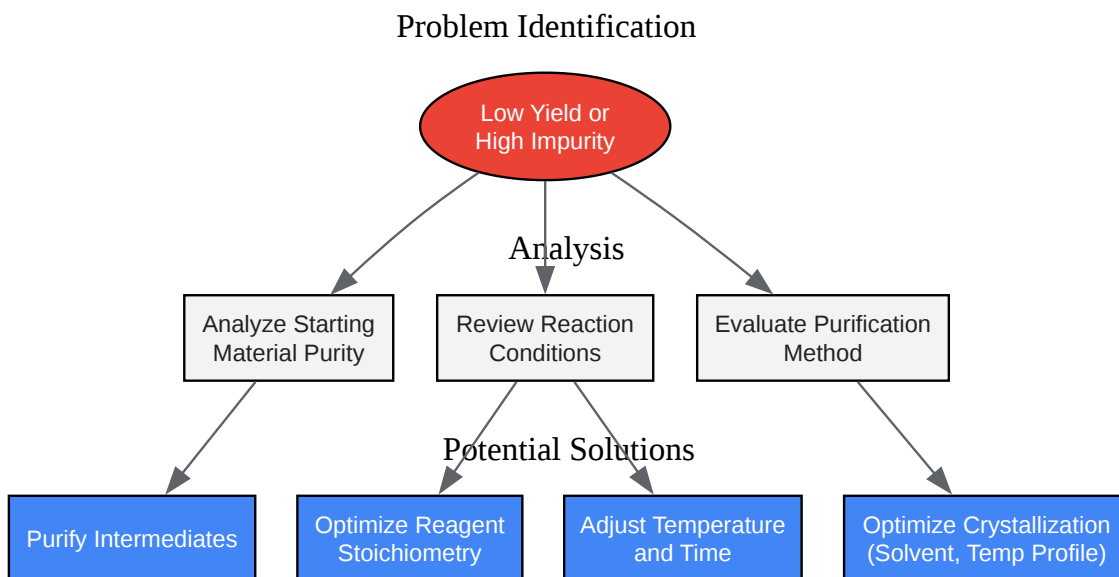 Problem Identification
Low Yield or
High Impurity
Analysis
Analyze Starting
Material Purity
Review Reaction
Conditions
Evaluate Purification
Method
Potential Solutions
Purify Intermediates
Optimize Reagent
Stoichiometry
Adjust Temperature
and Time
Optimize Crystallization
(Solvent, Temp Profile)